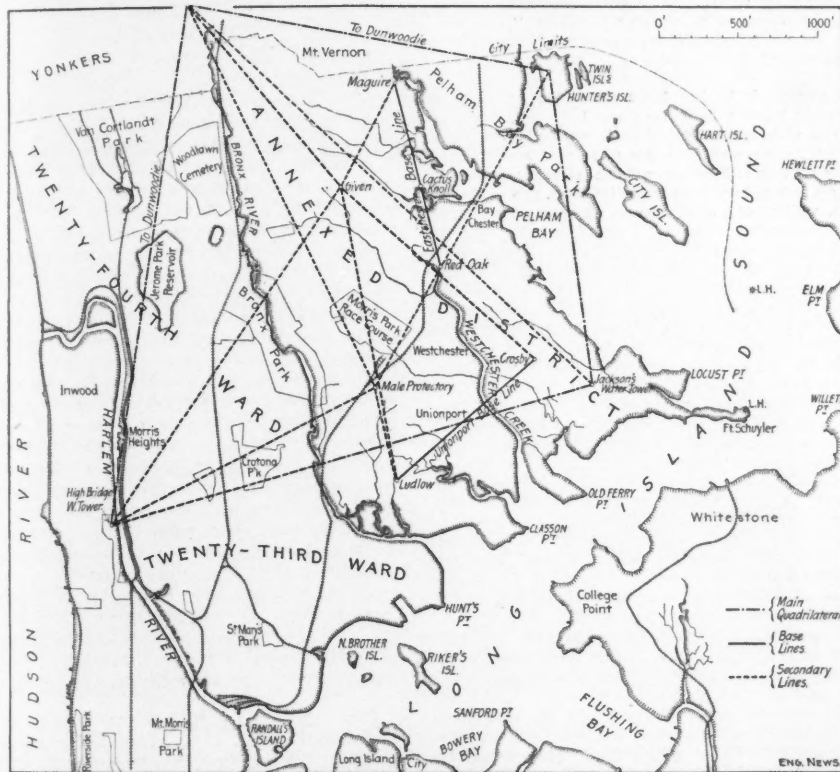 0' 500' 1000'
To Dunwoodie
City Limits
Mt. Vernon
YONKERS
TWIN ISLS
HUNTER'S ISL.
Maguire
Pelham Bay Park
HART ISL.
Van Cortlandt
Park
Woodlawn
Cemetery
BRONX RIVER
ANNEXED DISTRICT
Eastchester Base Line
Cactus
Knoll
Given
CITY ISL.
HEWLETT PT
Bay
Chester
PELHAM
BAY
To Dunwoodie
TWENTY-FOURTH WARD
Jerome Park
Reservoir
Red Oak
L.H.
ELM
PT
Bronx Park
Morris Park
Race Course
WESTCHESTER CREEK
Westchester
Crosby
Inwood
Jackson's
Water Tower
LOCUST PT
Male Protectory
L.H.
Ft. Schuyler
WILLET
PT
HARLEM RIVER
Morris
Heights
Unionport
Unionport Base Line
Crotona
P'k
Ludlow
High Bridge
W. Tower
OLD FERRY
PT
CLASSON
P'T
Whitestone
LONG ISLAND SOUND
TWENTY-THIRD WARD
HUDSON RIVER
College
Point
Main
Quadrilateral
HUNT'S
PT
Base
Lines.
St Mary's
Park
N. BROTHER
ISL.
RIKER'S
ISL.
Secondary
Lines.
Riverside Park
Mt. Morris
Park
RANDALL'S
ISLAND
SANFORD PT
FLUSHING
BAY
BOWERY
BAY
Long Island City
ENG. NEWS